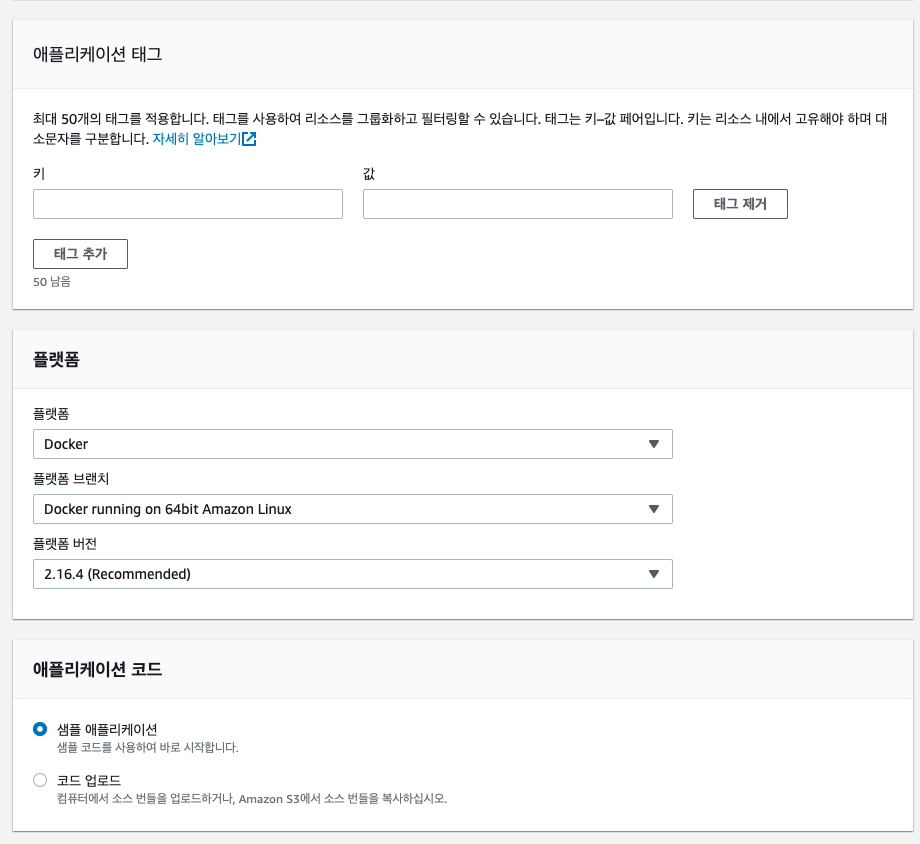 애플리케이션 태그
최대 50개의 태그를 적용합니다. 태그를 사용하여 리소스를 그룹화하고 필터링할 수 있습니다. 태그는 키–값 페어입니다. 키는 리소스 내에서 고유해야 하며 대
소문자를 구분합니다. 자세히 알아보기
키
값
태그 제거
태그 추가
50 남음
플랫폼
플랫폼
Docker
플랫폼 브랜치
Docker running on 64bit Amazon Linux
플랫폼 버전
2.16.4 (Recommended)
애플리케이션 코드
샘플 애플리케이션
샘플 코드를 사용하여 바로 시작합니다.
코드 업로드
컴퓨터에서 소스 번들을 업로드하거나, Amazon S3에서 소스 번들을 복사하십시오.